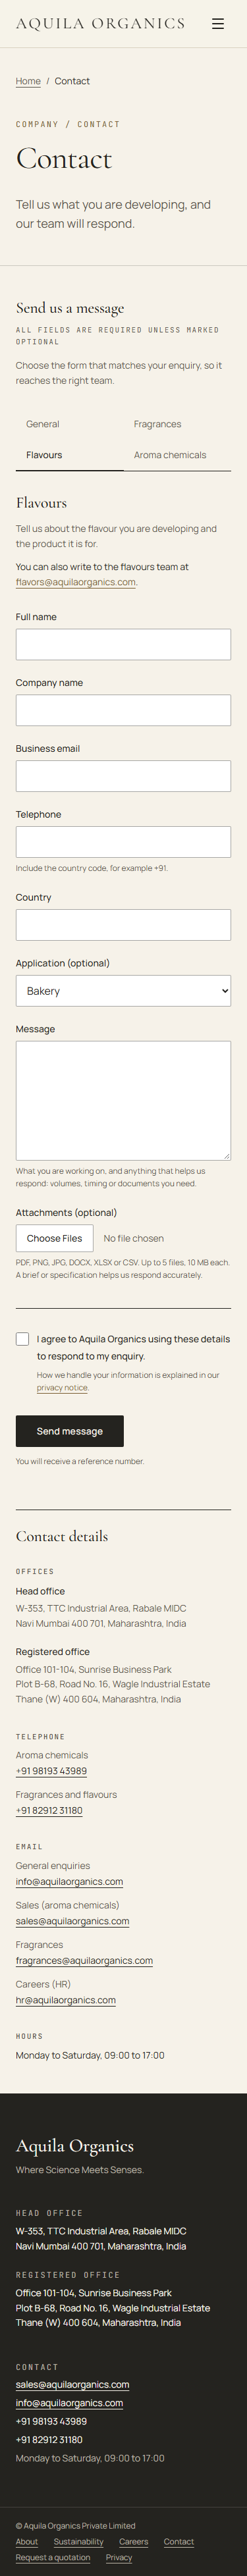 AQUILA ORGANICS
Home / Contact
COMPANY / CONTACT
Contact
Tell us what you are developing, and
our team will respond.
Send us a message
ALL FIELDS ARE REQUIRED UNLESS MARKED
OPTIONAL
Choose the form that matches your enquiry, so it
reaches the right team.
General
Fragrances
Flavours
Aroma chemicals
Flavours
Tell us about the flavour you are developing and
the product it is for.
You can also write to the flavours team at
flavors@aquilaorganics.com.
Full name
Company name
Business email
Telephone
Include the country code, for example +91.
Country
Application (optional)
Bakery
Message
What you are working on, and anything that helps us
respond: volumes, timing or documents you need.
Attachments (optional)
Choose Files No file chosen
PDF, PNG, JPG, DOCX, XLSX or CSV. Up to 5 files, 10 MB each.
A brief or specification helps us respond accurately.
I agree to Aquila Organics using these details
to respond to my enquiry.
How we handle your information is explained in our
privacy notice.
Send message
You will receive a reference number.
Contact details
OFFICES
Head office
W-353, TTC Industrial Area, Rabale MIDC
Navi Mumbai 400 701, Maharashtra, India
Registered office
Office 101-104, Sunrise Business Park
Plot B-68, Road No. 16, Wagle Industrial Estate
Thane (W) 400 604, Maharashtra, India
TELEPHONE
Aroma chemicals
+91 98193 43989
Fragrances and flavours
+91 82912 31180
EMAIL
General enquiries
info@aquilaorganics.com
Sales (aroma chemicals)
sales@aquilaorganics.com
Fragrances
fragrances@aquilaorganics.com
Careers (HR)
hr@aquilaorganics.com
HOURS
Monday to Saturday, 09:00 to 17:00
Aquila Organics
Where Science Meets Senses.
HEAD OFFICE
W-353, TTC Industrial Area, Rabale MIDC
Navi Mumbai 400 701, Maharashtra, India
REGISTERED OFFICE
Office 101-104, Sunrise Business Park
Plot B-68, Road No. 16, Wagle Industrial Estate
Thane (W) 400 604, Maharashtra, India
CONTACT
sales@aquilaorganics.com
info@aquilaorganics.com
+91 98193 43989
+91 82912 31180
Monday to Saturday, 09:00 to 17:00
© Aquila Organics Private Limited
About Sustainability Careers Contact
Request a quotation Privacy